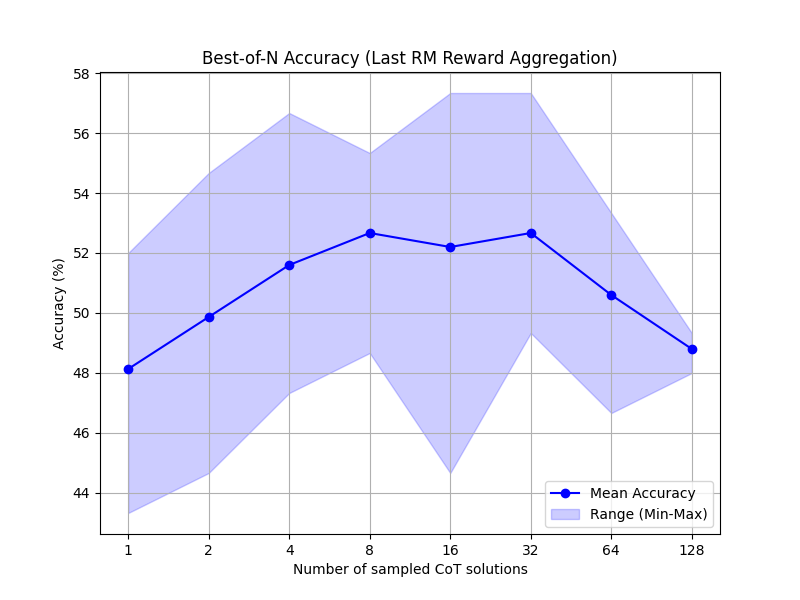 Best-of-N Accuracy (Last RM Reward Aggregation)
58
56
54
52
50
48
46
44
Accuracy (%)
Mean Accuracy
Range (Min-Max)
1 2 4 8 16 32 64 128
Number of sampled CoT solutions